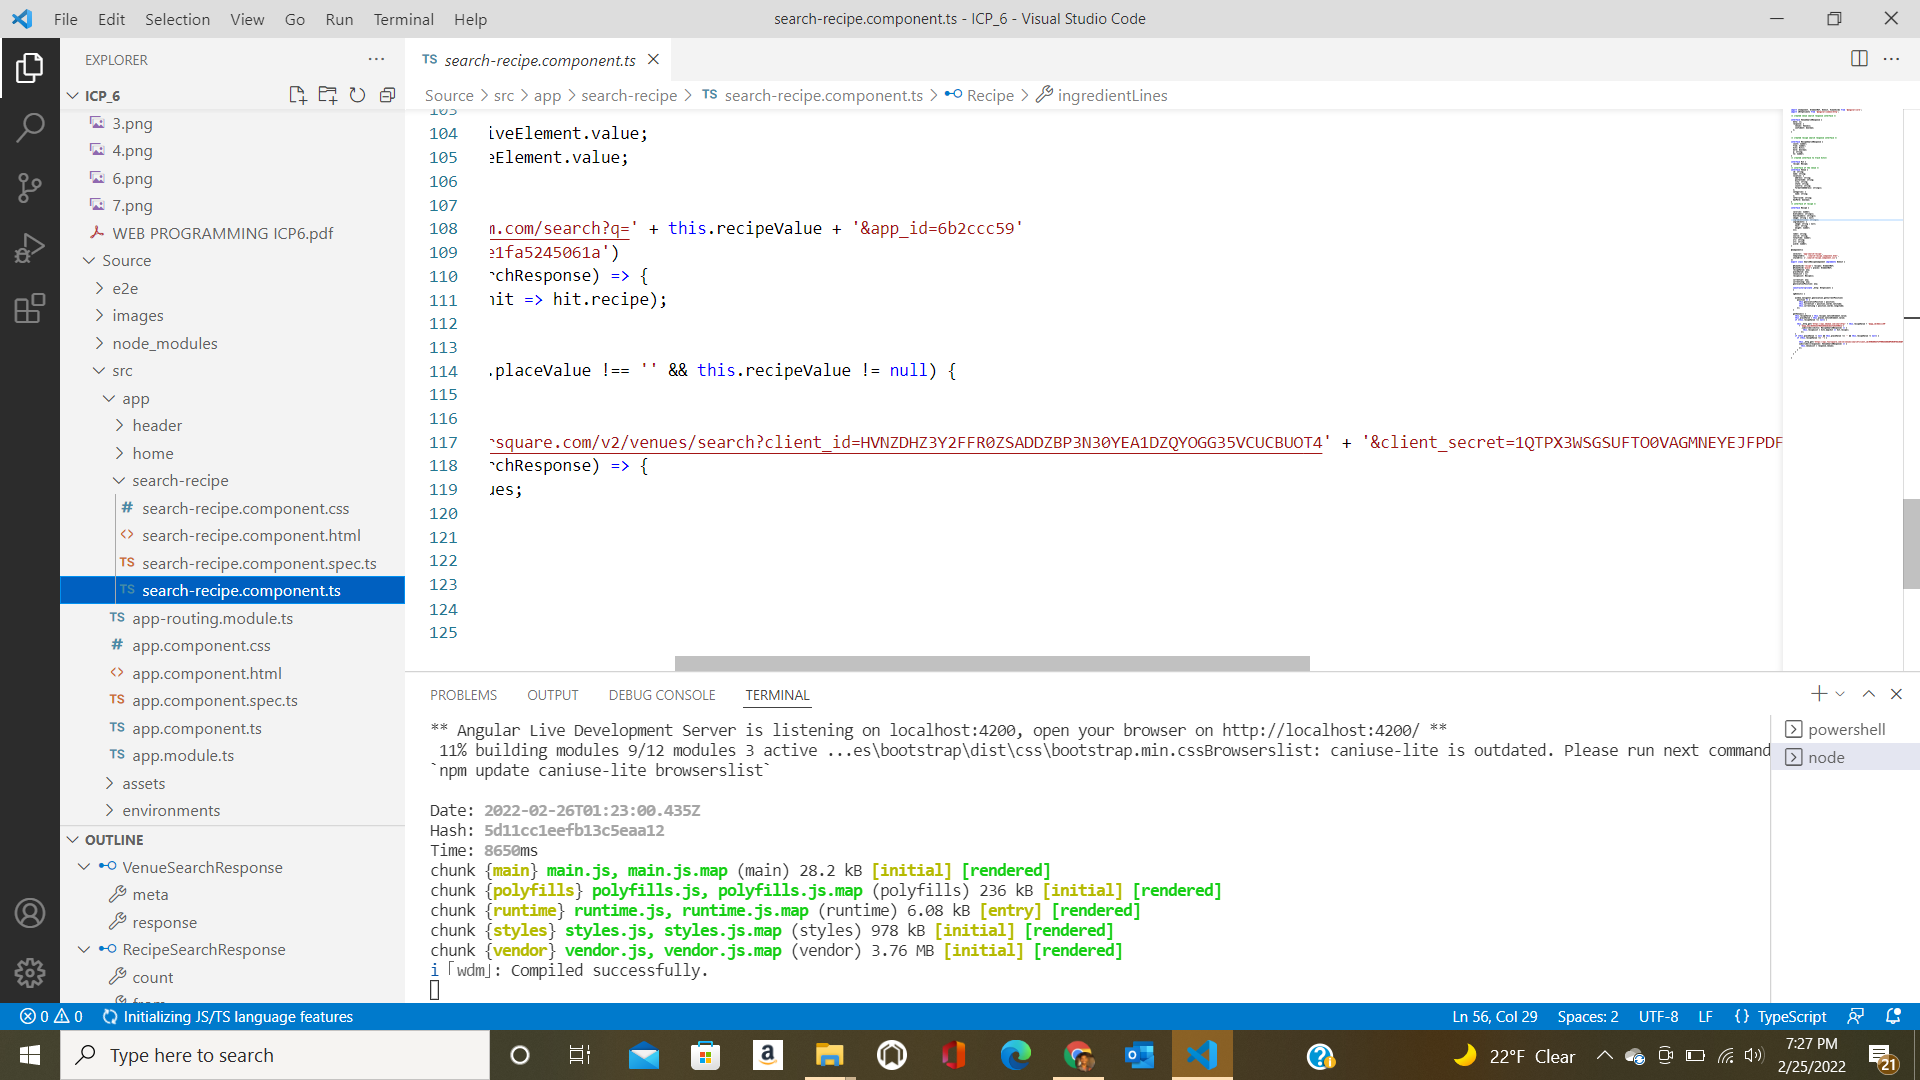 File Edit Selection View Go Run Terminal Help
search-recipe.component.ts - ICP_6 - Visual Studio Code
EXPLORER
ICP_6
3.png
4.png
6.png
7.png
WEB PROGRAMMING ICP6.pdf
Source
e2e
images
node_modules
src
app
header
home
search-recipe
search-recipe.component.css
search-recipe.component.html
TS search-recipe.component.spec.ts
TS search-recipe.component.ts
TS app-routing.module.ts
# app.component.css
<> app.component.html
TS app.component.spec.ts
TS app.component.ts
TS app.module.ts
assets
environments
OUTLINE
VenueSearchResponse
meta
response
RecipeSearchResponse
count
from
TS search-recipe.component.ts
Source > src > app > search-recipe > TS search-recipe.component.ts > Recipe > ingredientLines
103
104 iveElement.value;
105 eElement.value;
106
107
108 m.com/search?q=' + this.recipeValue + '&app_id=6b2ccc59'
109 e1fa5245061a')
110 rchResponse) => {
111 hit => hit.recipe);
112
113
114 .placeValue !== '' && this.recipeValue != null) {
115
116
117 rsquare.com/v2/venues/search?client_id=HVNZDHZ3Y2FFR0ZSADDZBP3N30YEA1DZQYOGG35VCUCBUOT4' + '&client_secret=1QTPX3WSGSUFTO0VAGMNEYEJFPDF
118 rchResponse) => {
119 ues;
120
121
122
123
124
125
PROBLEMS OUTPUT DEBUG CONSOLE TERMINAL
** Angular Live Development Server is listening on localhost:4200, open your browser on http://localhost:4200/ **
11% building modules 9/12 modules 3 active ...es\bootstrap\dist\css\bootstrap.min.cssBrowserslist: caniuse-lite is outdated. Please run next command
`npm update caniuse-lite browserslist`
Date: 2022-02-26T01:23:00.435Z
Hash: 5d11cc1eefb13c5eaa12
Time: 8650ms
chunk {main} main.js, main.js.map (main) 28.2 kB [initial] [rendered]
chunk {polyfills} polyfills.js, polyfills.js.map (polyfills) 236 kB [initial] [rendered]
chunk {runtime} runtime.js, runtime.js.map (runtime) 6.08 kB [entry] [rendered]
chunk {styles} styles.js, styles.js.map (styles) 978 kB [initial] [rendered]
chunk {vendor} vendor.js, vendor.js.map (vendor) 3.76 MB [initial] [rendered]
i ｢wdm｣: Compiled successfully.
powershell
node
0 0 Initializing JS/TS language features
Ln 56, Col 29 Spaces: 2 UTF-8 LF {} TypeScript
Type here to search
22°F Clear
7:27 PM
2/25/2022
21